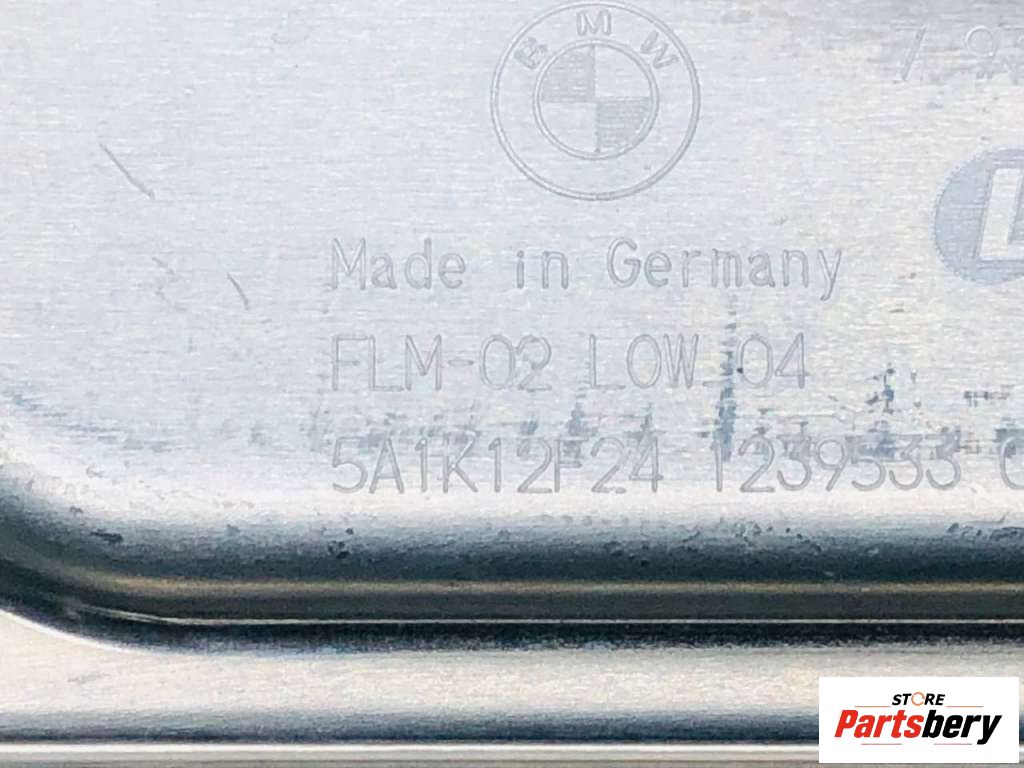 BMW
Made in Germany
FLM-02 LOW 04
5A1K12F24 1239533
L
STORE
Partsbery